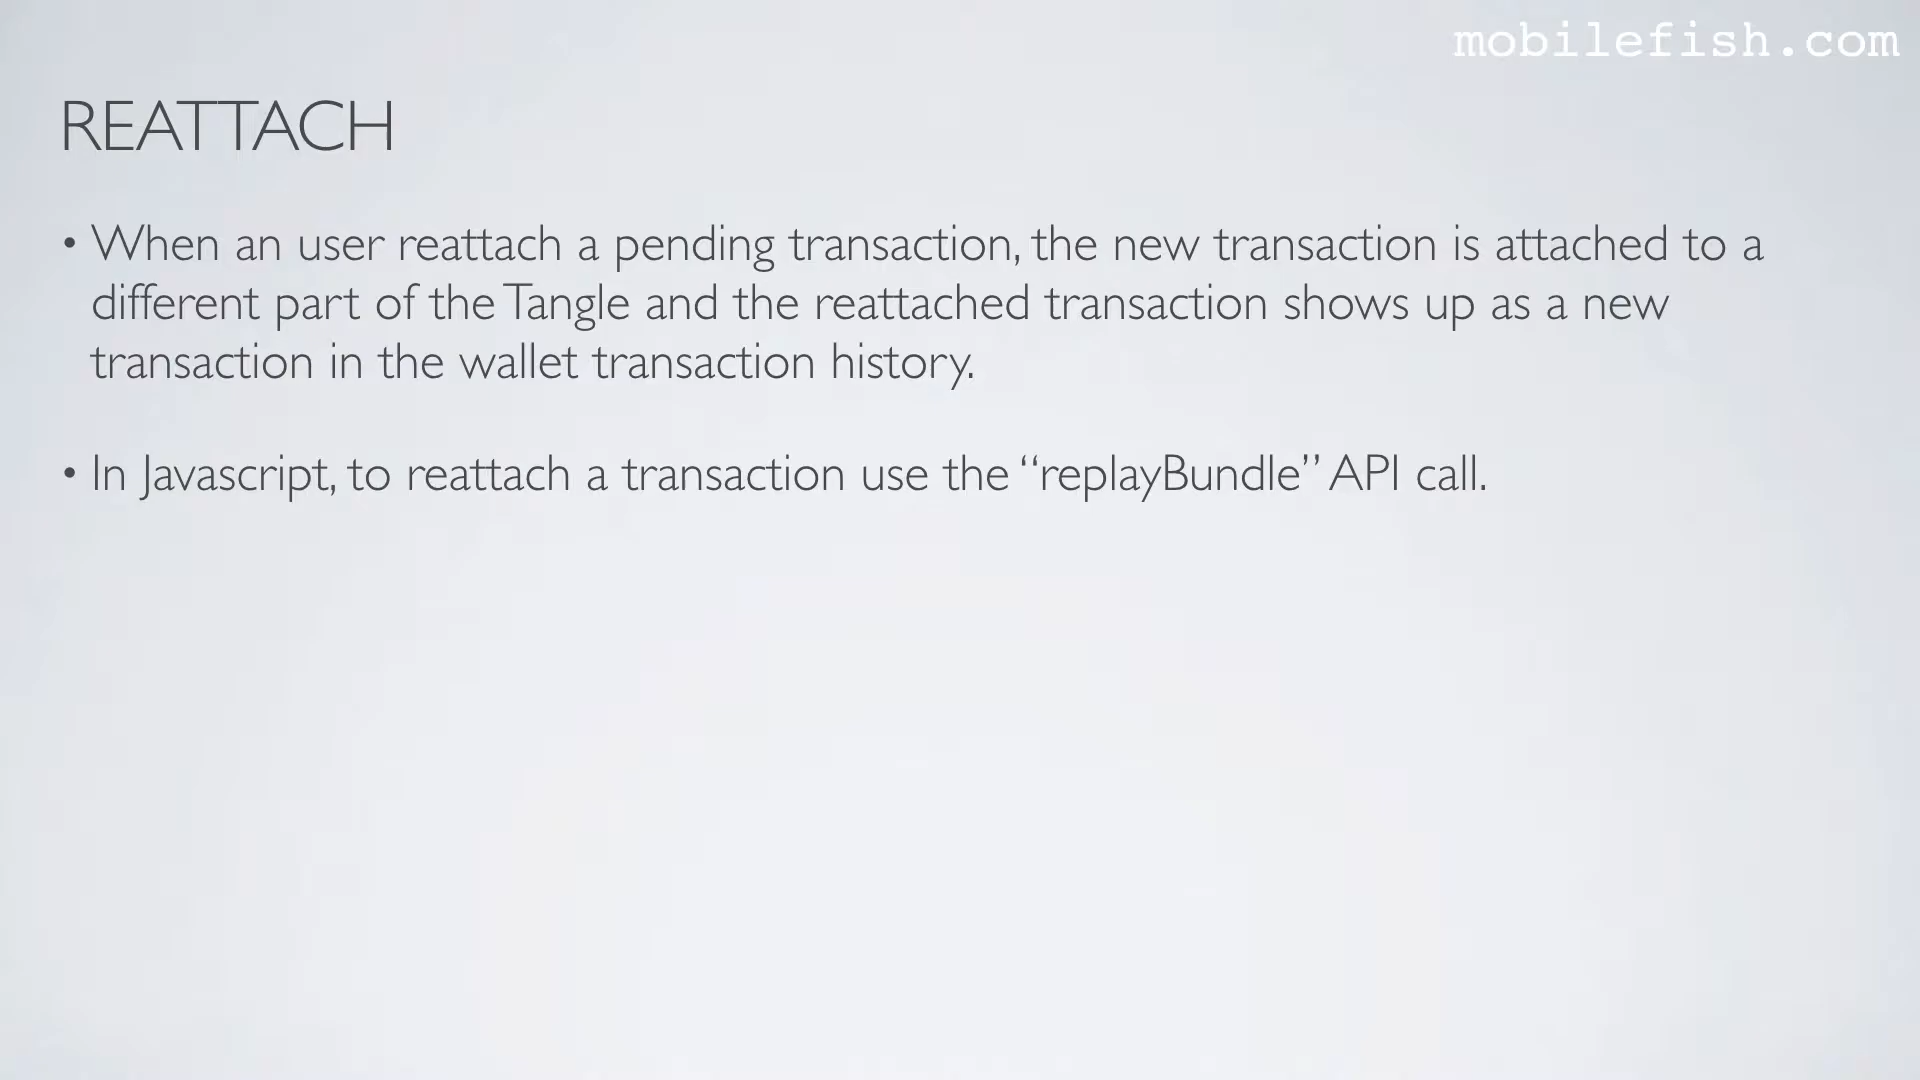 mobilefish.com
REATTACH
• When an user reattach a pending transaction, the new transaction is attached to a
different part of the Tangle and the reattached transaction shows up as a new
transaction in the wallet transaction history.
• In Javascript, to reattach a transaction use the “replayBundle” API call.